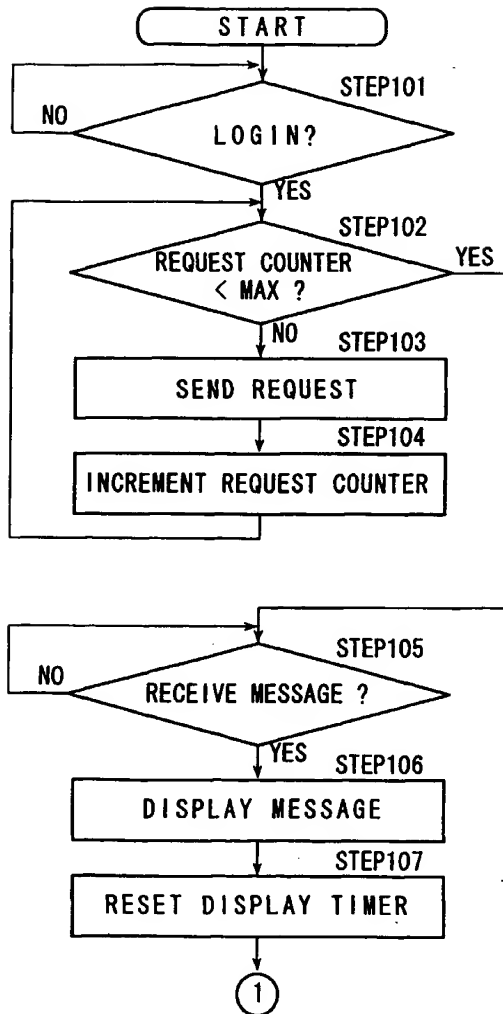 START
STEP101
NO
LOGIN?
YES
STEP102
REQUEST COUNTER
< MAX ?
YES
NO
STEP103
SEND REQUEST
STEP104
INCREMENT REQUEST COUNTER
STEP105
NO
RECEIVE MESSAGE ?
YES
STEP106
DISPLAY MESSAGE
STEP107
RESET DISPLAY TIMER
1